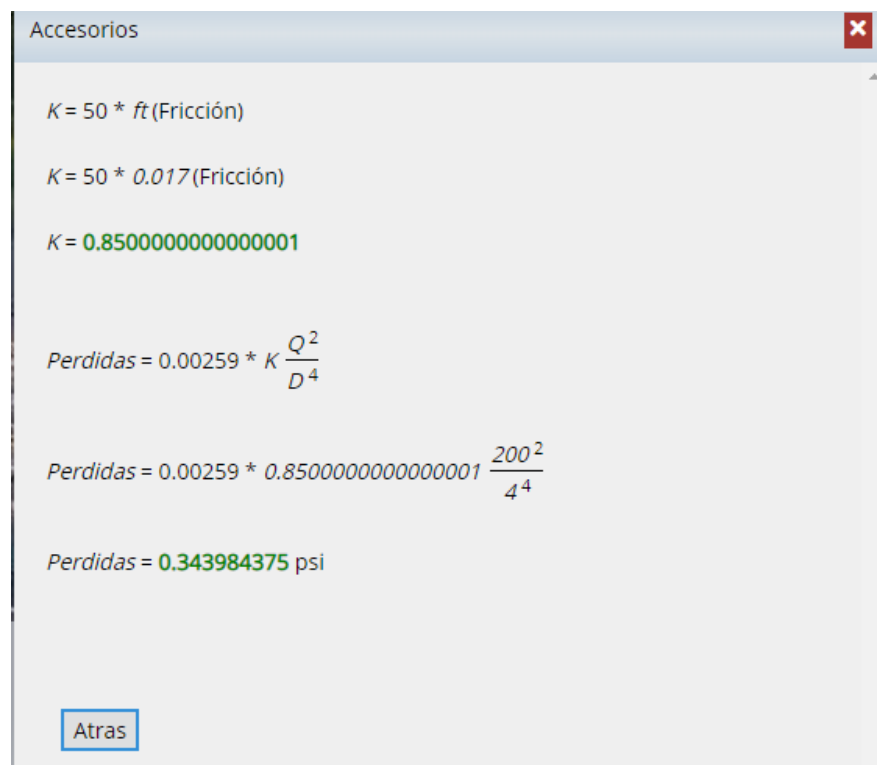 Accesorios
K = 50 * ft (Fricción)
K = 50 * 0.017 (Fricción)
K = 0.8500000000000001
Perdidas = 0.00259 * K Q² / D⁴
Perdidas = 0.00259 * 0.8500000000000001 200² / 4⁴
Perdidas = 0.343984375 psi
Atras